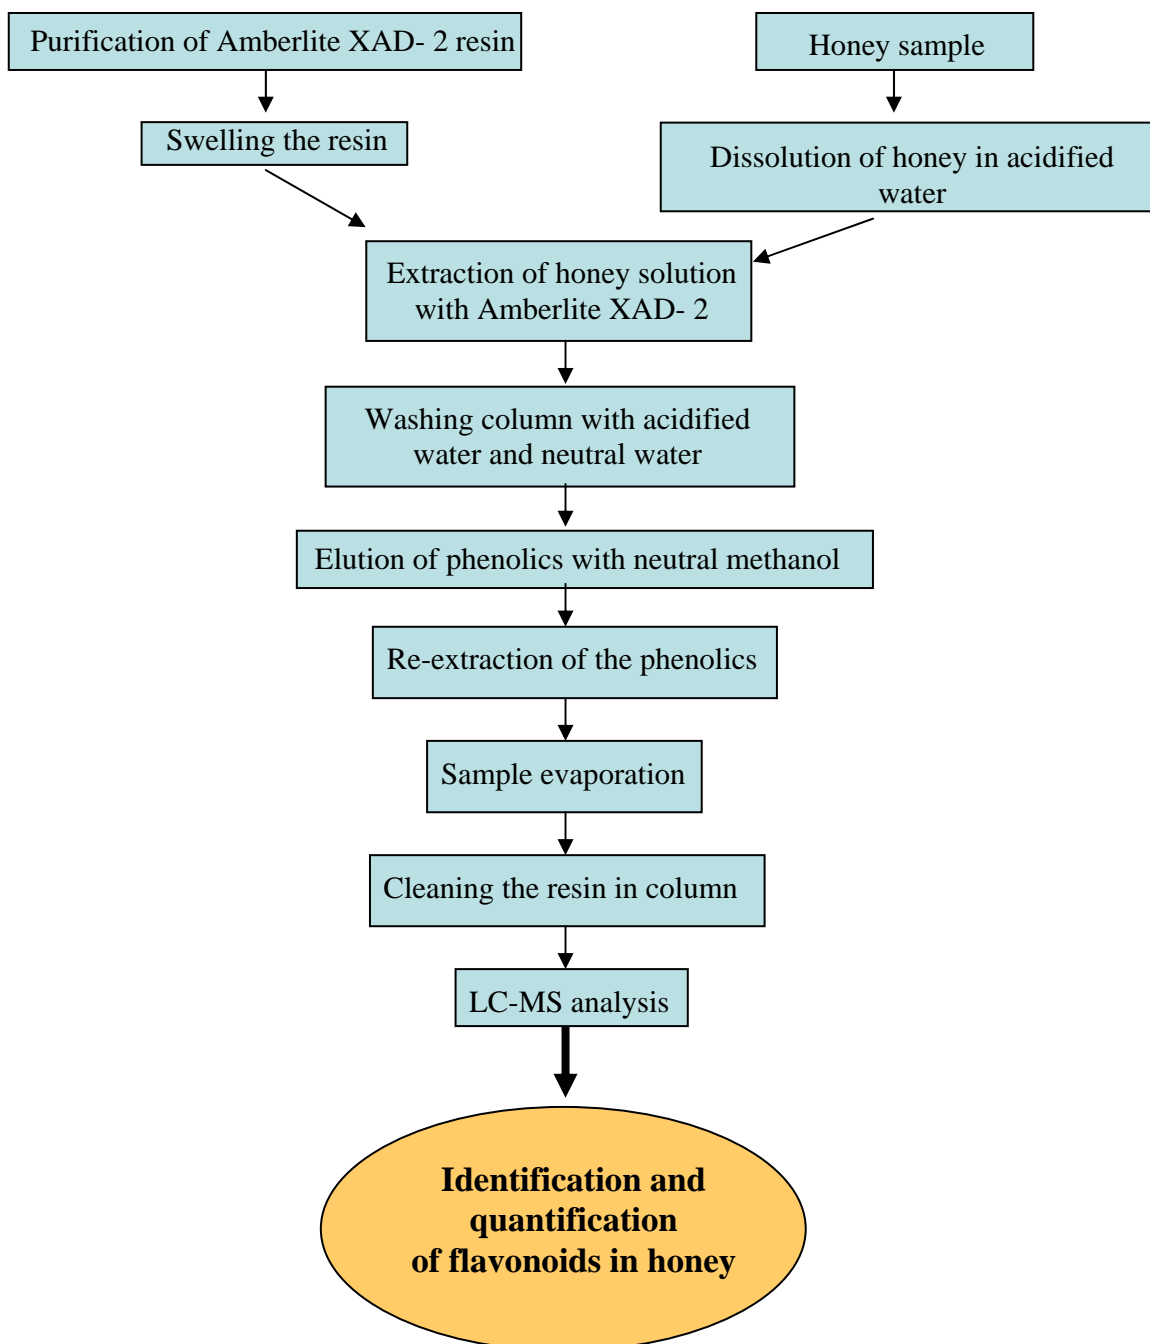 Purification of Amberlite XAD- 2 resin
Honey sample
Swelling the resin
Dissolution of honey in acidified
water
Extraction of honey solution
with Amberlite XAD- 2
Washing column with acidified
water and neutral water
Elution of phenolics with neutral methanol
Re-extraction of the phenolics
Sample evaporation
Cleaning the resin in column
LC-MS analysis
Identification and
quantification
of flavonoids in honey